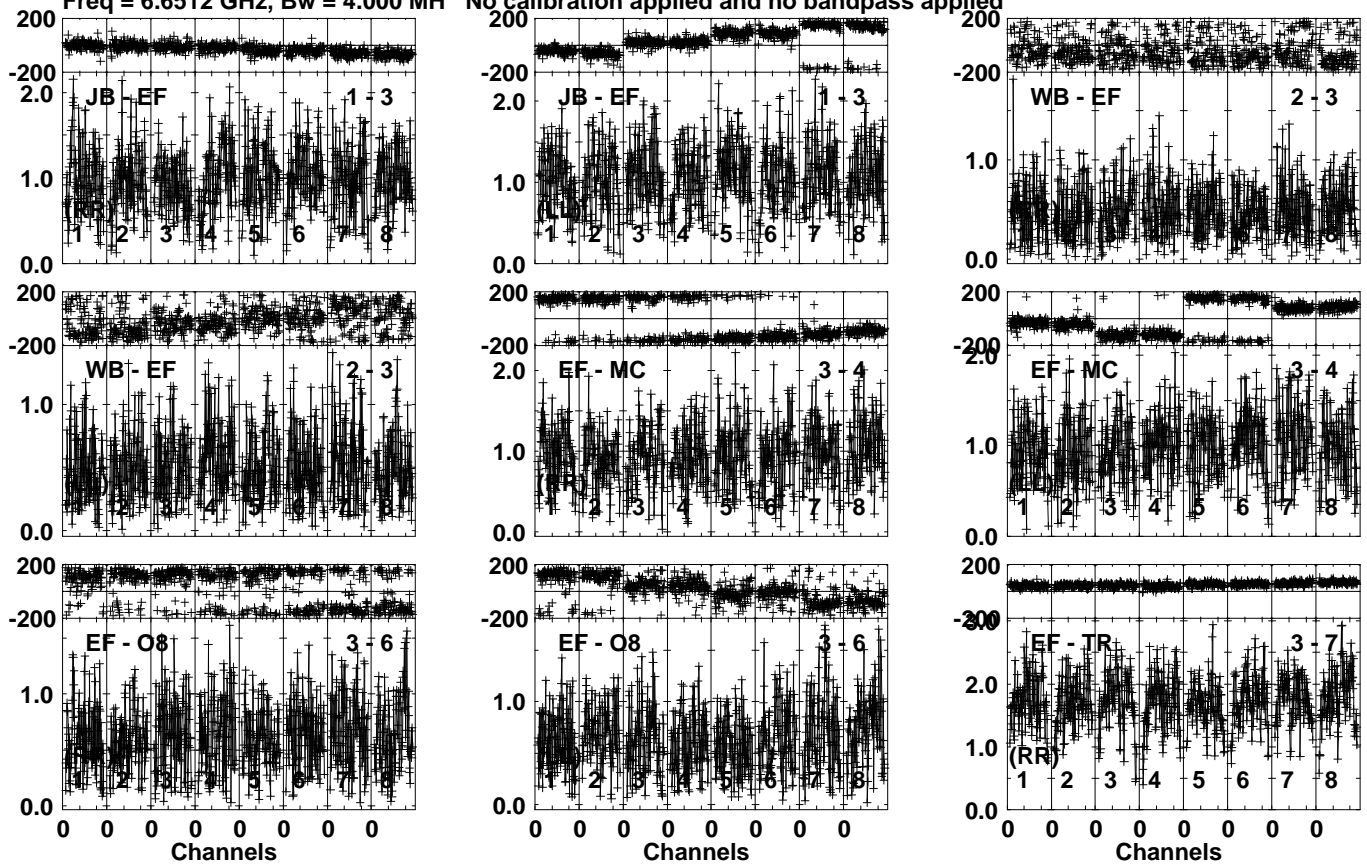 Freq = 6.6512 GHz, Bw = 4.000 MH No calibration applied and no bandpass applied
200 200 200
-200 -200 -200
JB - EF 1 - 3 JB - EF 1 - 3 WB - EF 2 - 3
2.0 2.0
1.0 1.0 1.0
(RR) (LL)
1 2 3 4 5 6 7 8 1 2 3 4 5 6 7 8
0.0 0.0 0.0
200 200 200
-200 -200 -200
WB - EF 2 - 3 EF - MC 3 - 4 EF - MC 3 - 4
2.0 2.0
1.0 1.0 1.0
(RR) (LL)
1 2 3 4 5 6 7 8 1 2 3 4 5 6 7 8 1 2 3 4 5 6 7 8
0.0 0.0 0.0
200 200 200
-200 -200 -200
3.0
EF - O8 3 - 6 EF - O8 3 - 6 EF - TR 3 - 7
1.0 1.0 2.0
1.0
(RR)
1 2 3 4 5 6 7 8 1 2 3 4 5 6 7 8 1 2 3 4 5 6 7 8
0.0 0.0 0.0
0 0 0 0 0 0 0 0 0 0 0 0 0 0 0 0 0 0 0 0 0 0 0 0
Channels Channels Channels